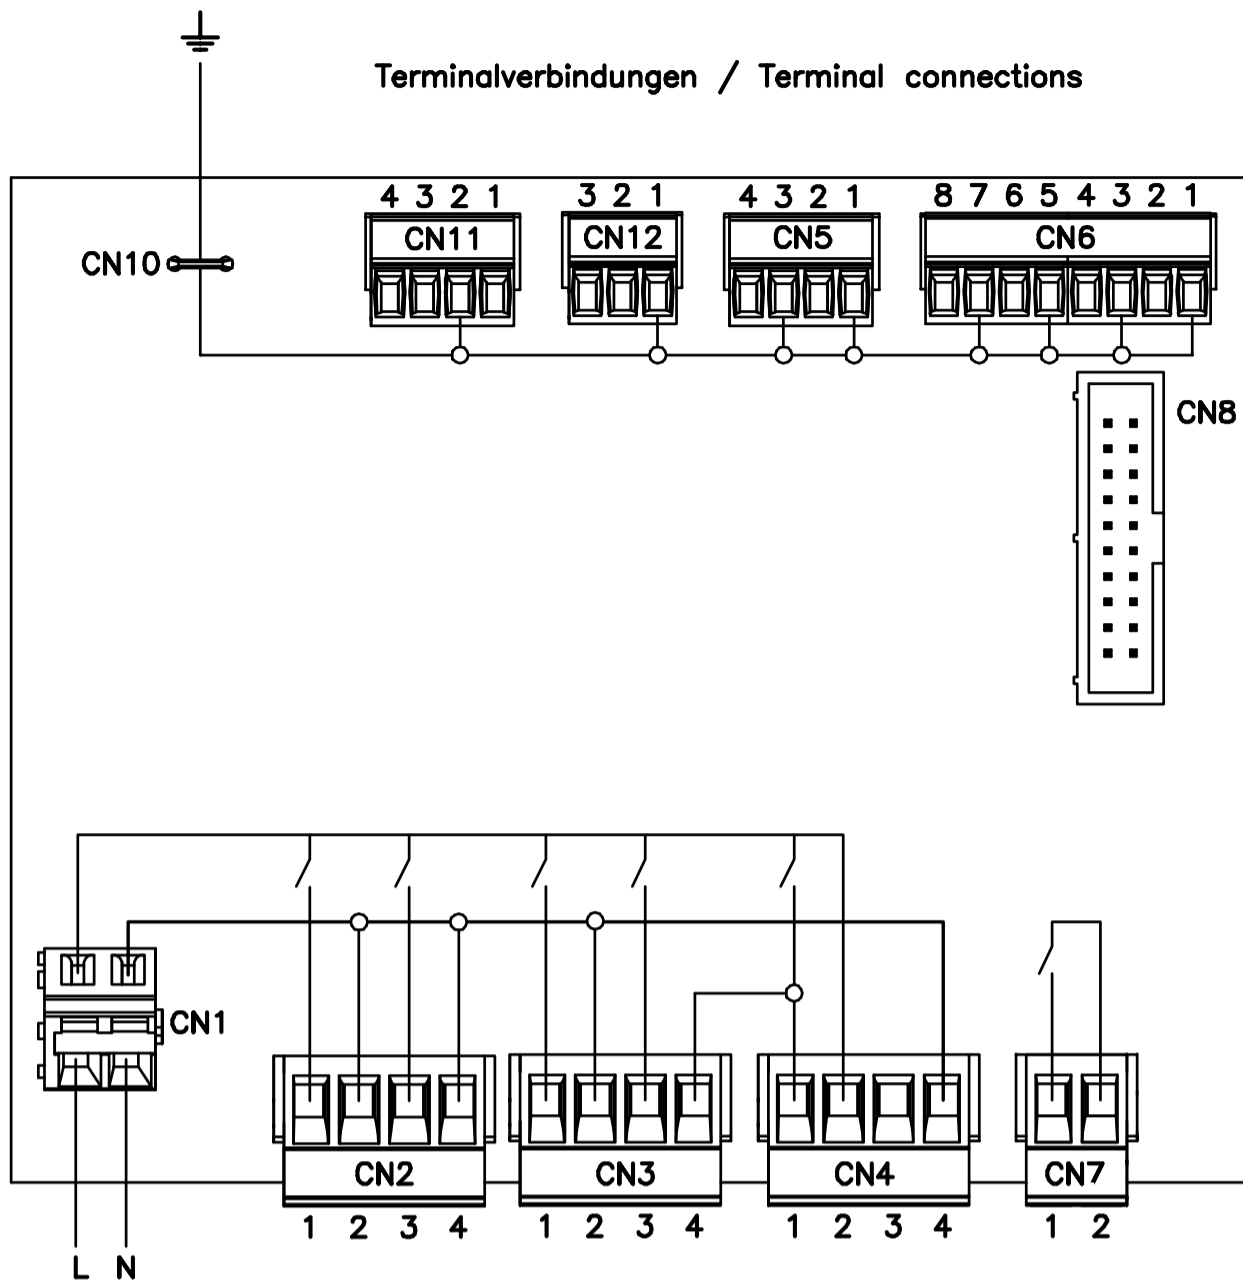 Terminalverbindungen / Terminal connections
4 3 2 1 3 2 1 4 3 2 1 8 7 6 5 4 3 2 1
CN11 CN12 CN5 CN6
CN10
CN8
CN1
CN2 CN3 CN4 CN7
1 2 3 4 1 2 3 4 1 2 3 4 1 2
L N